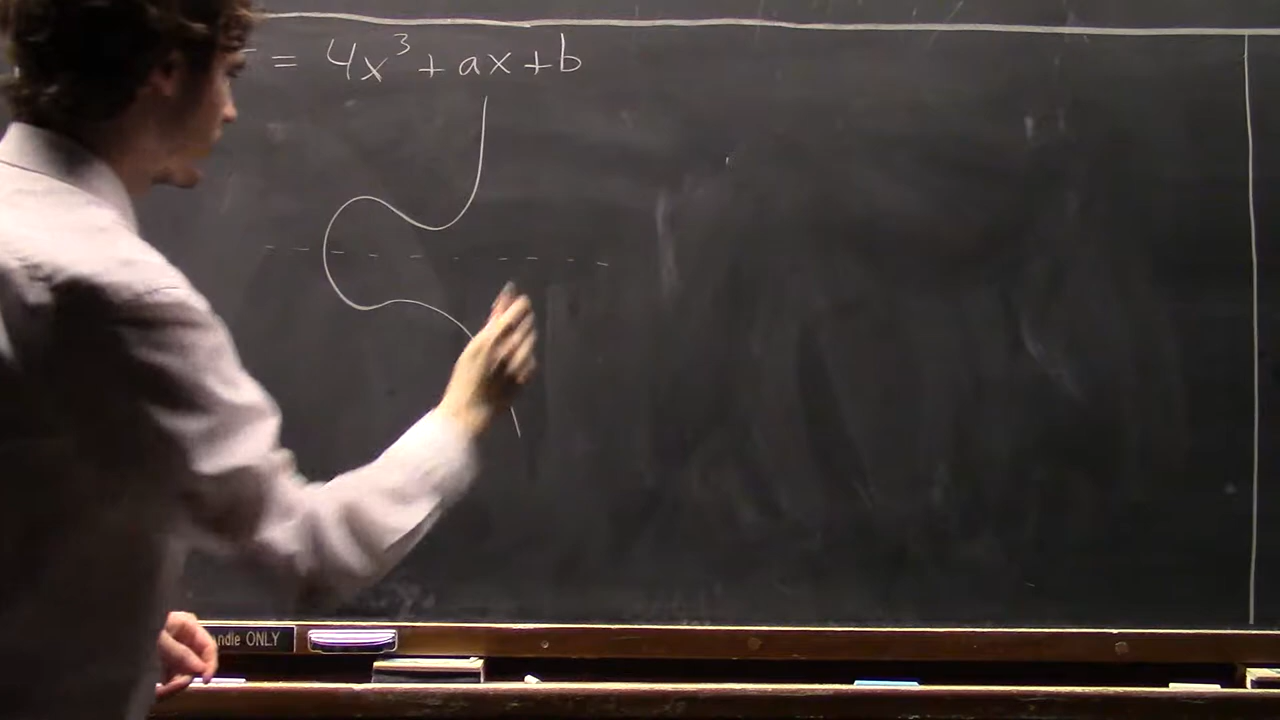 = 4x³ + ax + b
ndle ONLY